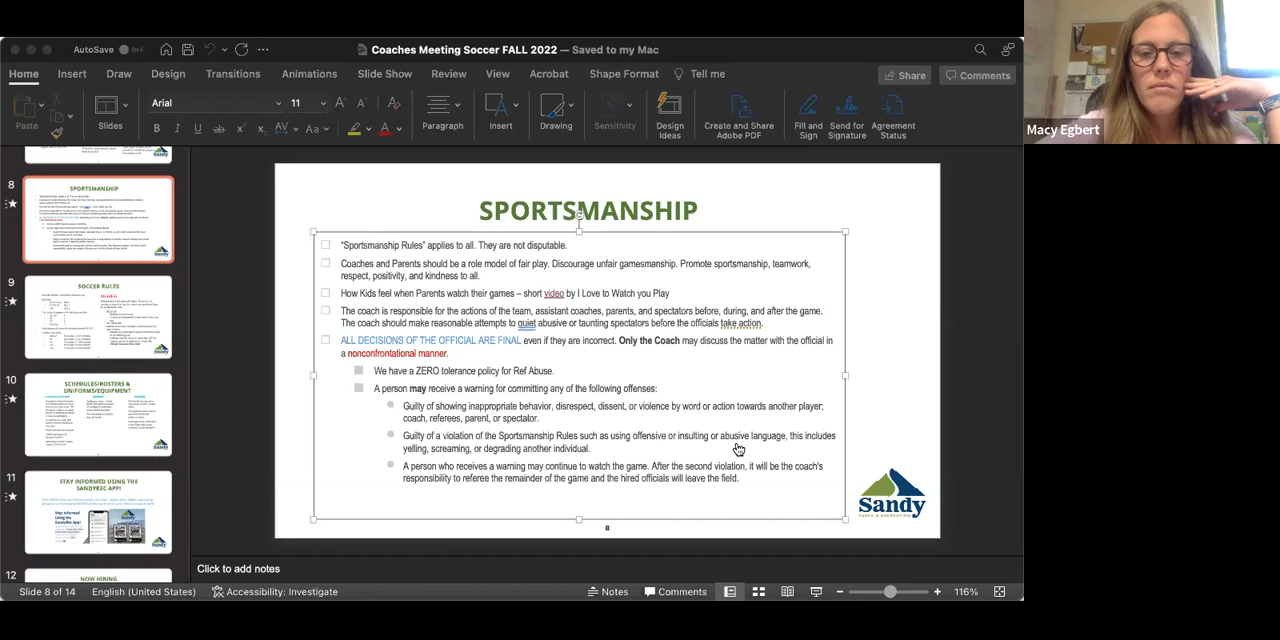 AutoSave OFF
Coaches Meeting Soccer FALL 2022 — Saved to my Mac
Home Insert Draw Design Transitions Animations Slide Show Review View Acrobat Shape Format Tell me
Share Comments
Paste
Slides
Arial 11
Paragraph
Insert
Drawing
Sensitivity
Design
Ideas
Create and Share
Adobe PDF
Fill and
Sign
Send for
Signature
Agreement
Status
Macy Egbert
8
SPORTSMANSHIP
9
SOCCER RULES
10
SCHEDULES/ROSTERS &
UNIFORMS/EQUIPMENT
11
STAY INFORMED USING THE
SANDYREC APP!
Stay Informed
Using the
SandyRec App!
12
NOW HIRING
SPORTSMANSHIP
"Sportsmanship Rules" applies to all. They are not disputable.
Coaches and Parents should be a role model of fair play. Discourage unfair gamesmanship. Promote sportsmanship, teamwork,
respect, positivity, and kindness to all.
How Kids feel when Parents watch their games – short video by I Love to Watch you Play
The coach is responsible for the actions of the team, assistant coaches, parents, and spectators before, during, and after the game.
The coach should make reasonable attempts to quiet abusive or taunting spectators before the officials take action.
ALL DECISIONS OF THE OFFICIAL ARE FINAL even if they are incorrect. Only the Coach may discuss the matter with the official in
a nonconfrontational manner.
We have a ZERO tolerance policy for Ref Abuse.
A person may receive a warning for committing any of the following offenses:
Guilty of showing inappropriate behavior, disrespect, dissent, or violence by word or action towards another player;
coach, referees, parent, or spectator.
Guilty of a violation of the Sportsmanship Rules such as using offensive or insulting or abusive language, this includes
yelling, screaming, or degrading another individual.
A person who receives a warning may continue to watch the game. After the second violation, it will be the coach's
responsibility to referee the remainder of the game and the hired officials will leave the field.
Sandy
PARKS & RECREATION
8
Click to add notes
Slide 8 of 14 English (United States) Accessibility: Investigate
Notes Comments 116%